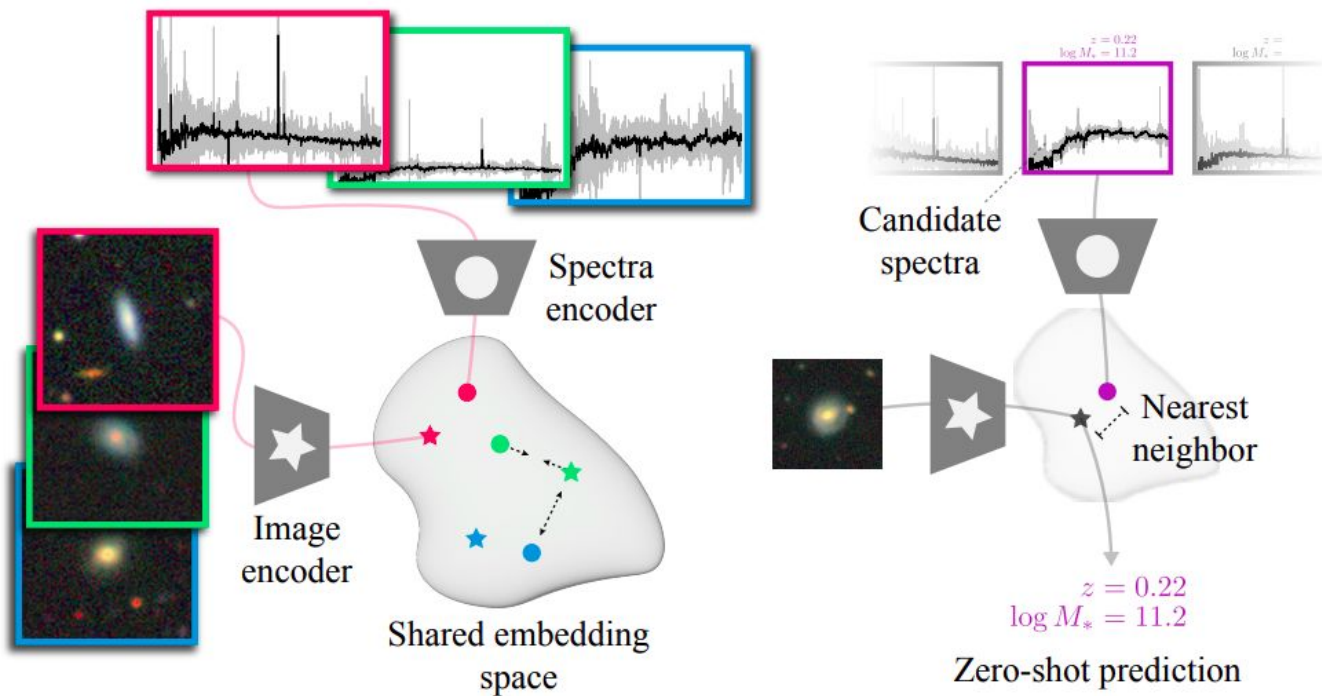 z = 0.22
log M* = 11.2
z =
log M* =
Candidate
spectra
Spectra
encoder
Nearest
neighbor
Image
encoder
Shared embedding
space
z = 0.22
log M* = 11.2
Zero-shot prediction